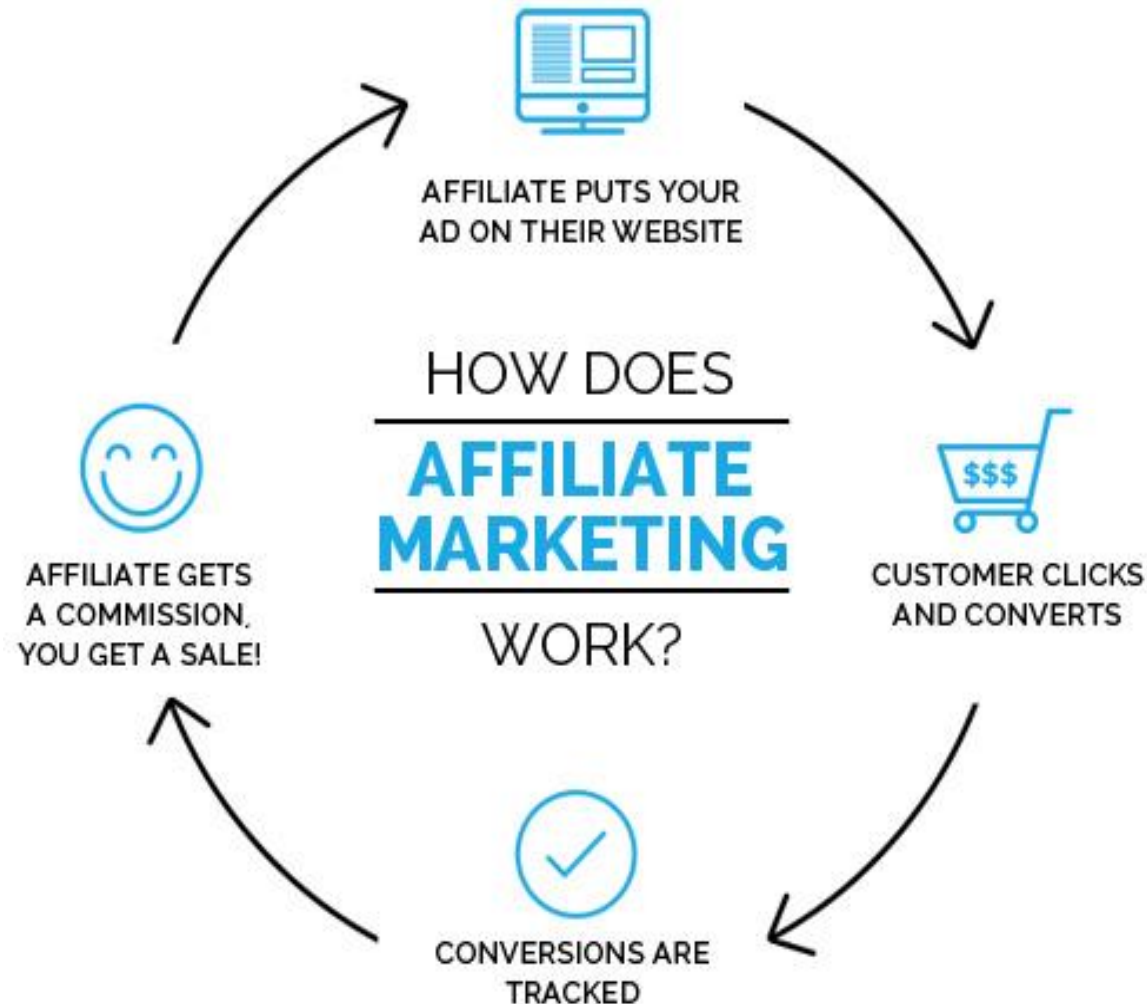 AFFILIATE PUTS YOUR
AD ON THEIR WEBSITE
HOW DOES
AFFILIATE
MARKETING
WORK?
$$$
CUSTOMER CLICKS
AND CONVERTS
CONVERSIONS ARE
TRACKED
AFFILIATE GETS
A COMMISSION,
YOU GET A SALE!